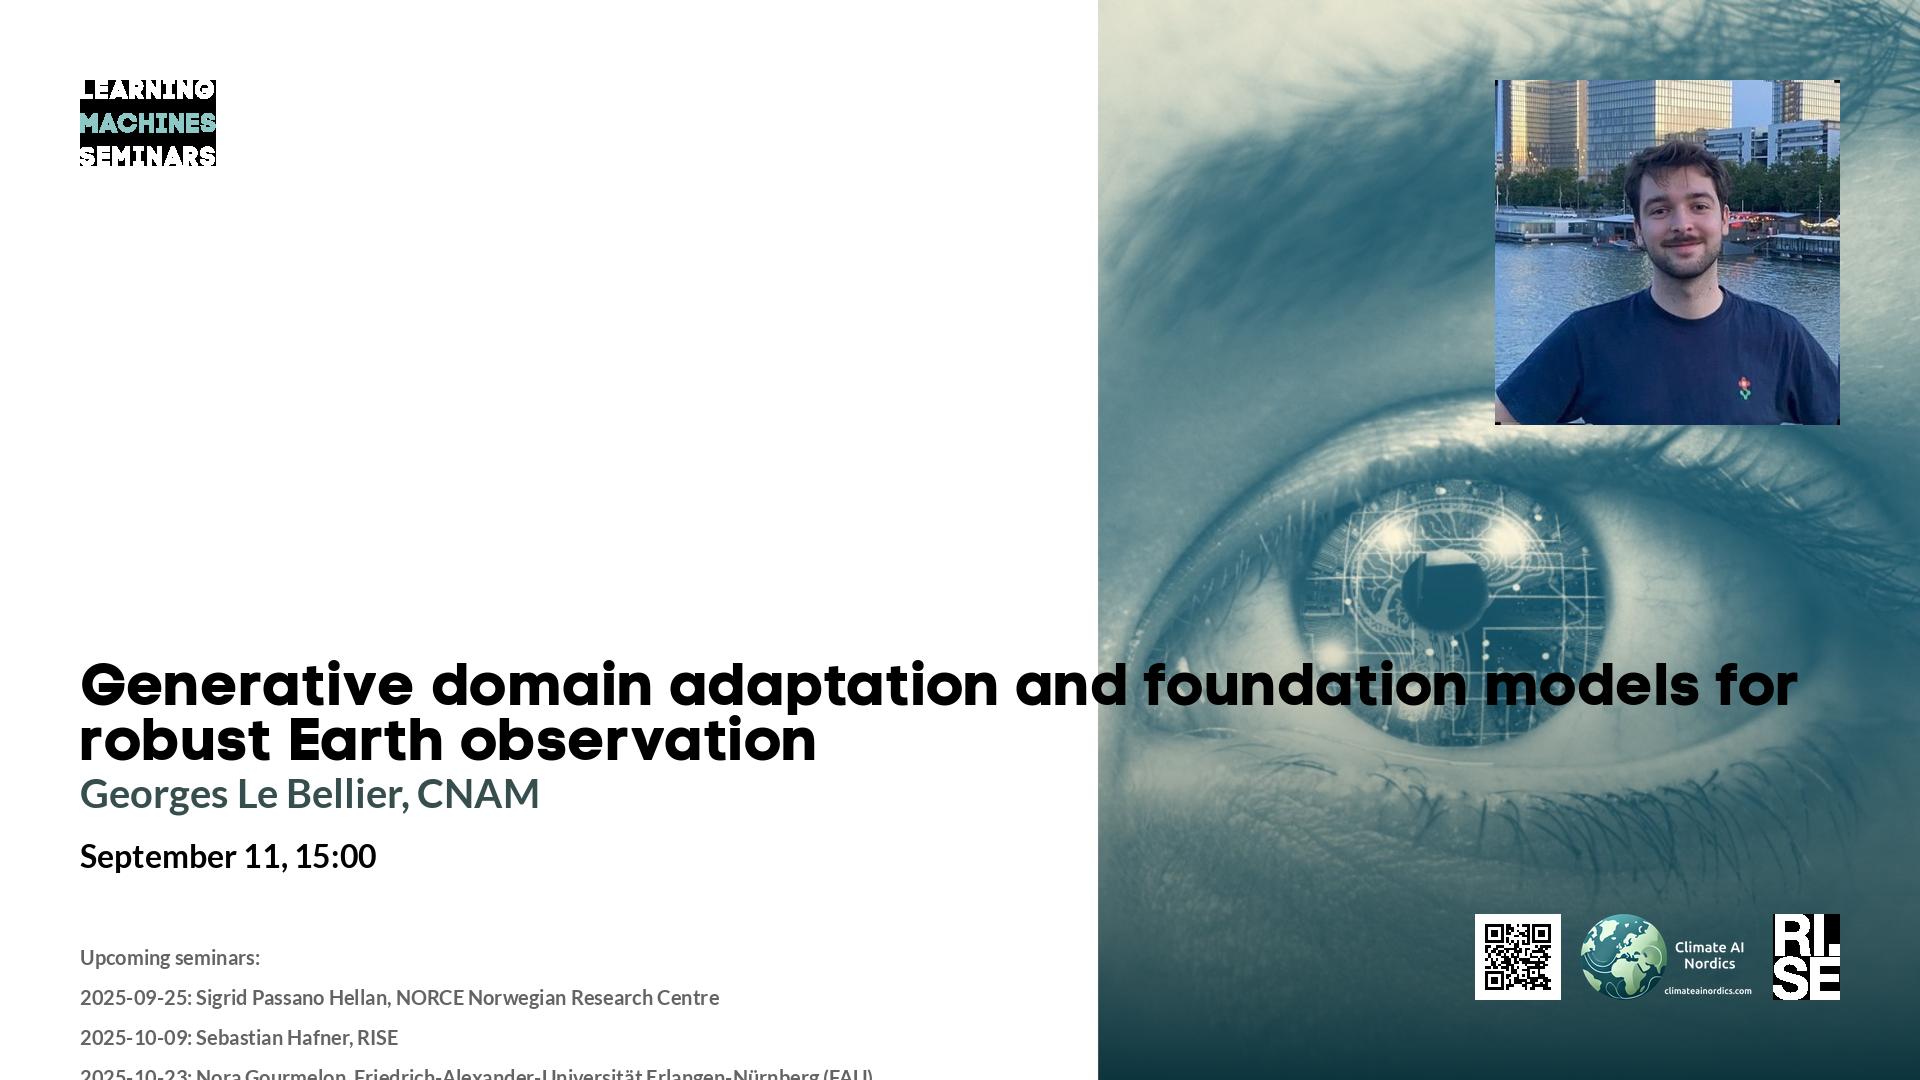 LEARNING
MACHINES
SEMINARS
Generative domain adaptation and foundation models for
robust Earth observation
Georges Le Bellier, CNAM
September 11, 15:00
Upcoming seminars:
2025-09-25: Sigrid Passano Hellan, NORCE Norwegian Research Centre
2025-10-09: Sebastian Hafner, RISE
2025-10-23: Nora Gourmelon, Friedrich-Alexander-Universität Erlangen-Nürnberg (FAU)
Climate AI
Nordics
climateainordics.com
RI.
SE